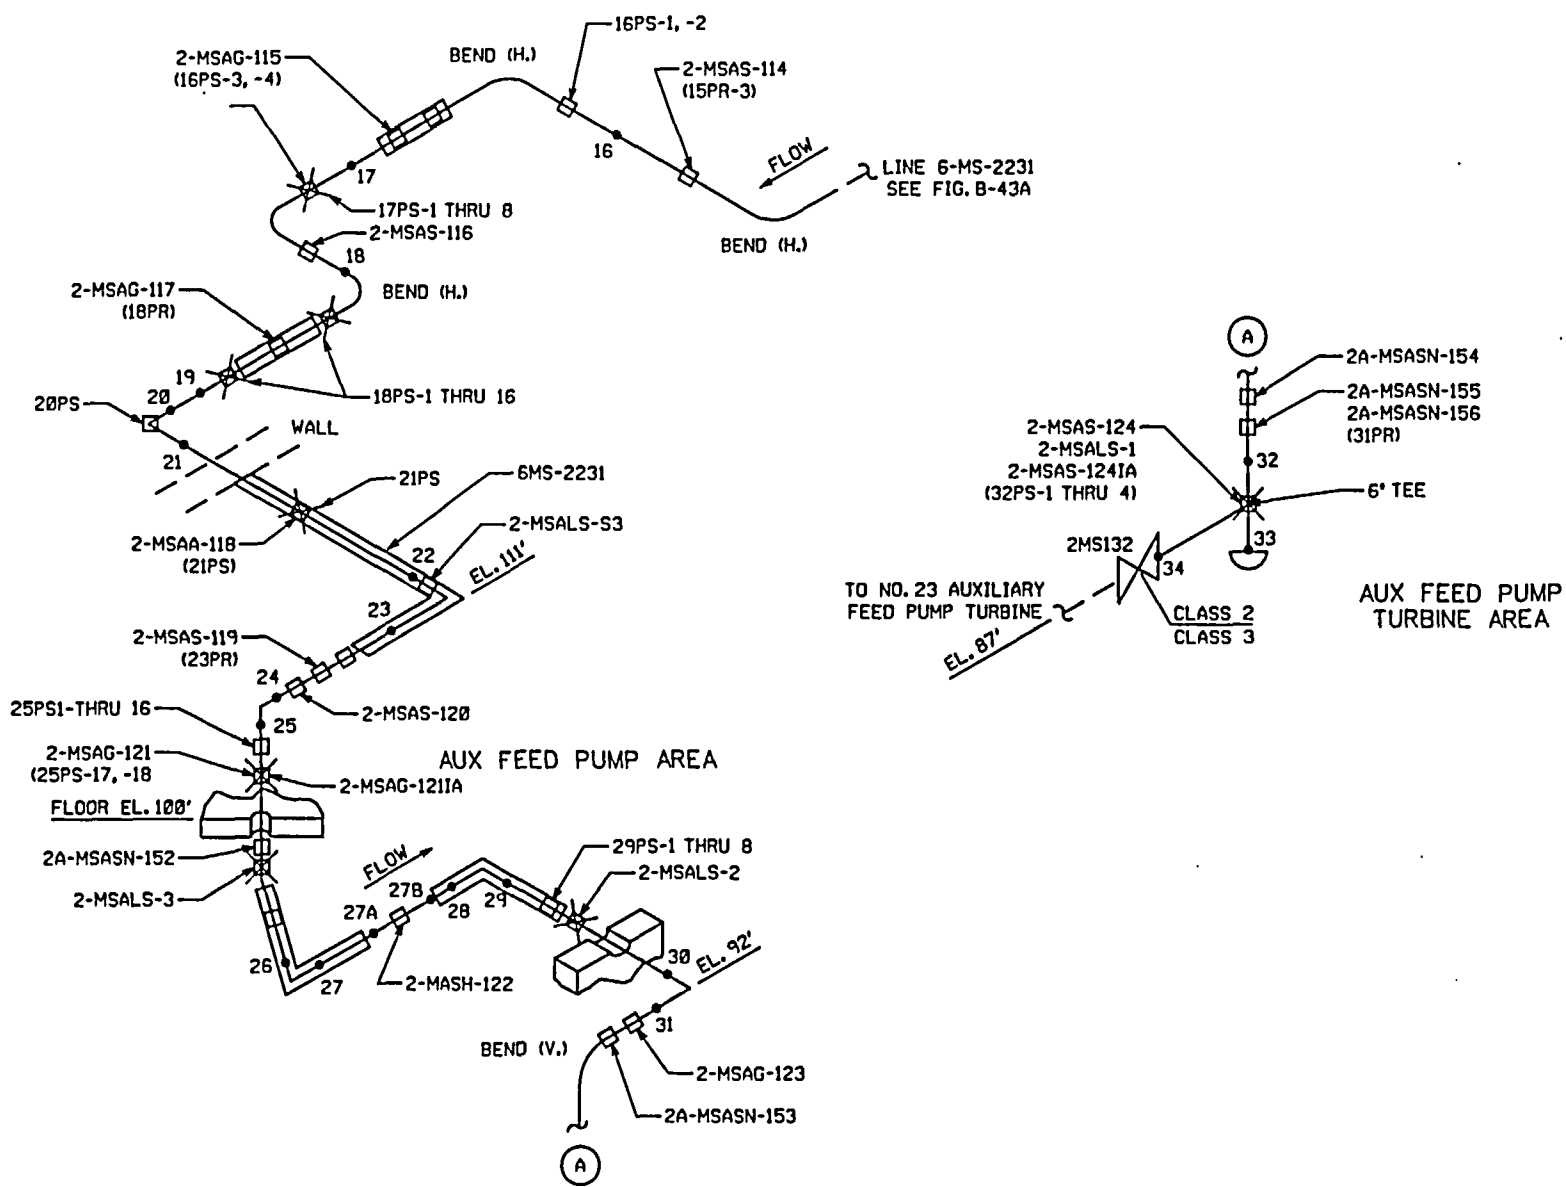 16PS-1, -2
2-MSAG-115
(16PS-3, -4)
BEND (H.)
2-MSAS-114
(15PR-3)
16
FLOW
LINE 6-MS-2231
SEE FIG. B-43A
17
17PS-1 THRU 8
BEND (H.)
2-MSAS-116
18
BEND (H.)
2-MSAG-117
(18PR)
19
20
20PS
18PS-1 THRU 16
WALL
21
21PS
6MS-2231
2-MSALS-S3
2-MSAA-118
(21PS)
22
EL. 111'
23
2-MSAS-119
(23PR)
24
2-MSAS-120
25PS1-THRU 16
25
2-MSAG-121
(25PS-17, -18
AUX FEED PUMP AREA
2-MSAG-121IA
FLOOR EL. 100'
2A-MSASN-152
2-MSALS-3
FLOW
29PS-1 THRU 8
2-MSALS-2
27B
28
29
27A
26
27
2-MASH-122
30
EL. 92'
31
BEND (V.)
2-MSAG-123
2A-MSASN-153
A
A
2A-MSASN-154
2A-MSASN-155
2A-MSASN-156
(31PR)
2-MSAS-124
2-MSALS-1
2-MSAS-124IA
(32PS-1 THRU 4)
32
6" TEE
33
2MS132
34
TO NO. 23 AUXILIARY
FEED PUMP TURBINE
CLASS 2
CLASS 3
EL. 87'
AUX FEED PUMP
TURBINE AREA